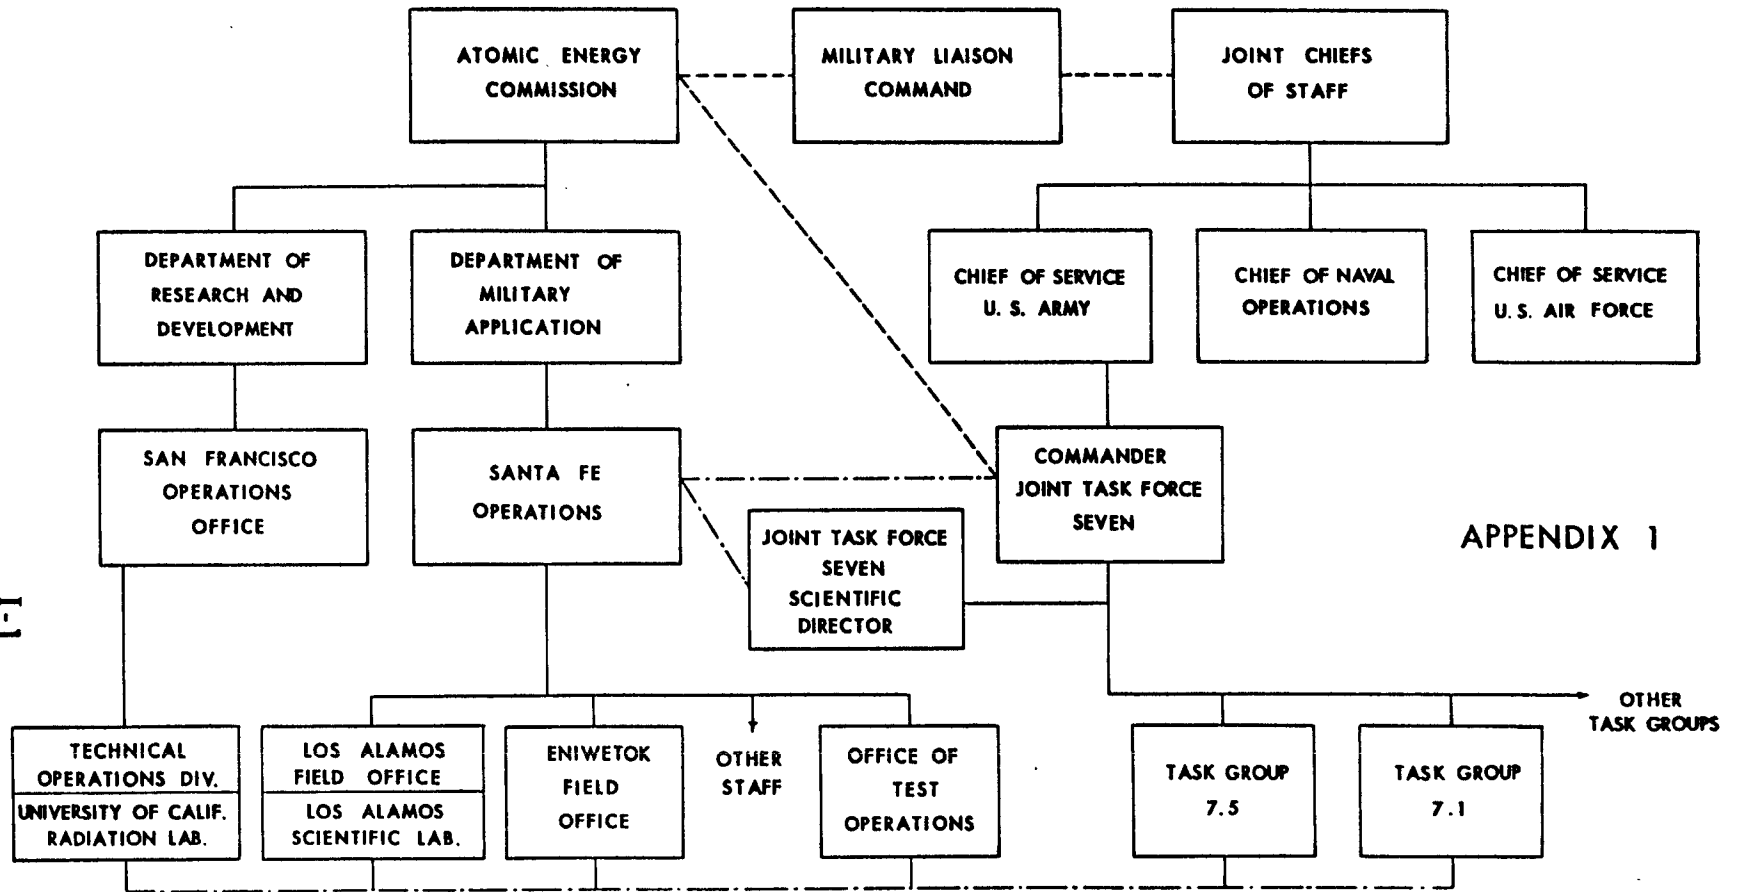 ATOMIC ENERGY
COMMISSION
MILITARY LIAISON
COMMAND
JOINT CHIEFS
OF STAFF
DEPARTMENT OF
RESEARCH AND
DEVELOPMENT
DEPARTMENT OF
MILITARY
APPLICATION
CHIEF OF SERVICE
U. S. ARMY
CHIEF OF NAVAL
OPERATIONS
CHIEF OF SERVICE
U. S. AIR FORCE
SAN FRANCISCO
OPERATIONS
OFFICE
SANTA FE
OPERATIONS
JOINT TASK FORCE
SEVEN
SCIENTIFIC
DIRECTOR
COMMANDER
JOINT TASK FORCE
SEVEN
APPENDIX 1
I-1
TECHNICAL
OPERATIONS DIV.
UNIVERSITY OF CALIF.
RADIATION LAB.
LOS ALAMOS
FIELD OFFICE
LOS ALAMOS
SCIENTIFIC LAB.
ENIWETOK
FIELD
OFFICE
OTHER
STAFF
OFFICE OF
TEST
OPERATIONS
TASK GROUP
7.5
TASK GROUP
7.1
OTHER
TASK GROUPS